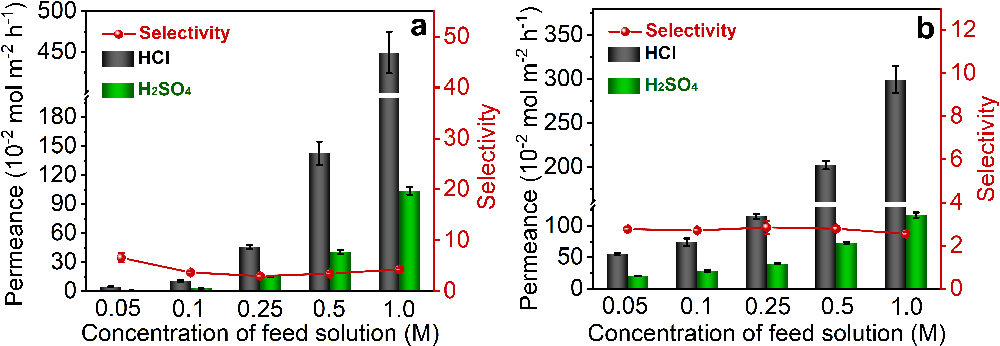 a
Permeance (10⁻² mol m⁻² h⁻¹)
500
450
180
150
120
90
60
30
0
Selectivity
HCl
H₂SO₄
50
40
30
20
10
0
Selectivity
0.05 0.1 0.25 0.5 1.0
Concentration of feed solution (M)
b
Permeance (10⁻² mol m⁻² h⁻¹)
350
300
250
200
100
50
0
Selectivity
HCl
H₂SO₄
12
10
8
6
4
2
0
Selectivity
0.05 0.1 0.25 0.5 1.0
Concentration of feed solution (M)